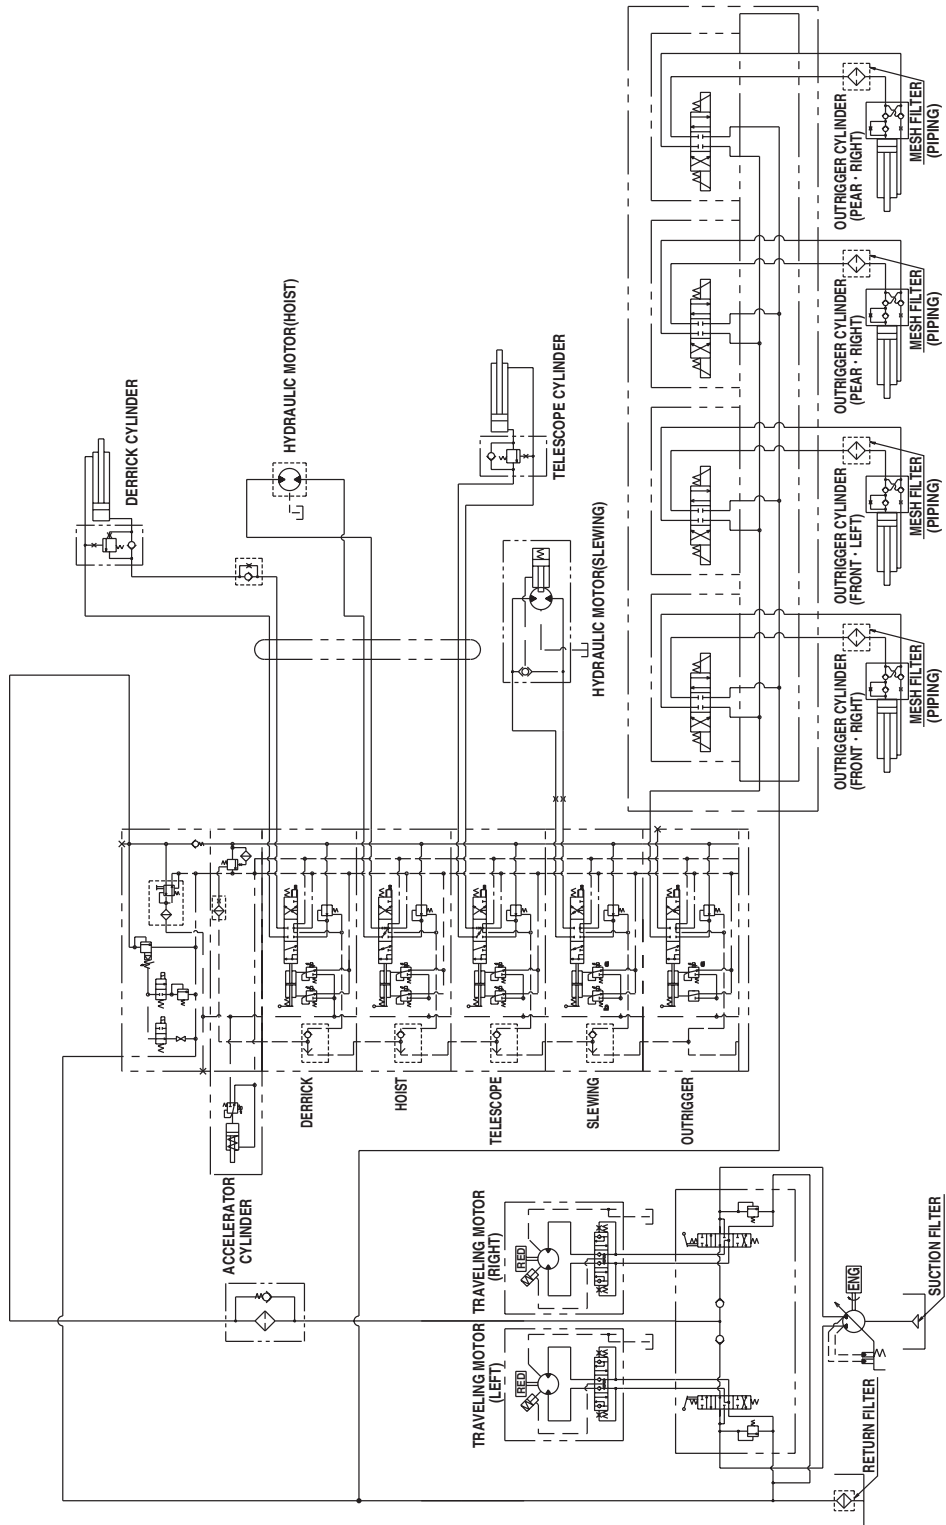 DERRICK CYLINDER
HYDRAULIC MOTOR(HOIST)
TELESCOPE CYLINDER
HYDRAULIC MOTOR(SLEWING)
OUTRIGGER CYLINDER
(PEAR・RIGHT)
MESH FILTER
(PIPING)
OUTRIGGER CYLINDER
(PEAR・RIGHT)
MESH FILTER
(PIPING)
OUTRIGGER CYLINDER
(FRONT・LEFT)
MESH FILTER
(PIPING)
OUTRIGGER CYLINDER
(FRONT・RIGHT)
MESH FILTER
(PIPING)
ACCELERATOR
CYLINDER
DERRICK
HOIST
TELESCOPE
SLEWING
OUTRIGGER
TRAVELING MOTOR
(LEFT)
RED
TRAVELING MOTOR
(RIGHT)
RED
ENG
RETURN FILTER
SUCTION FILTER